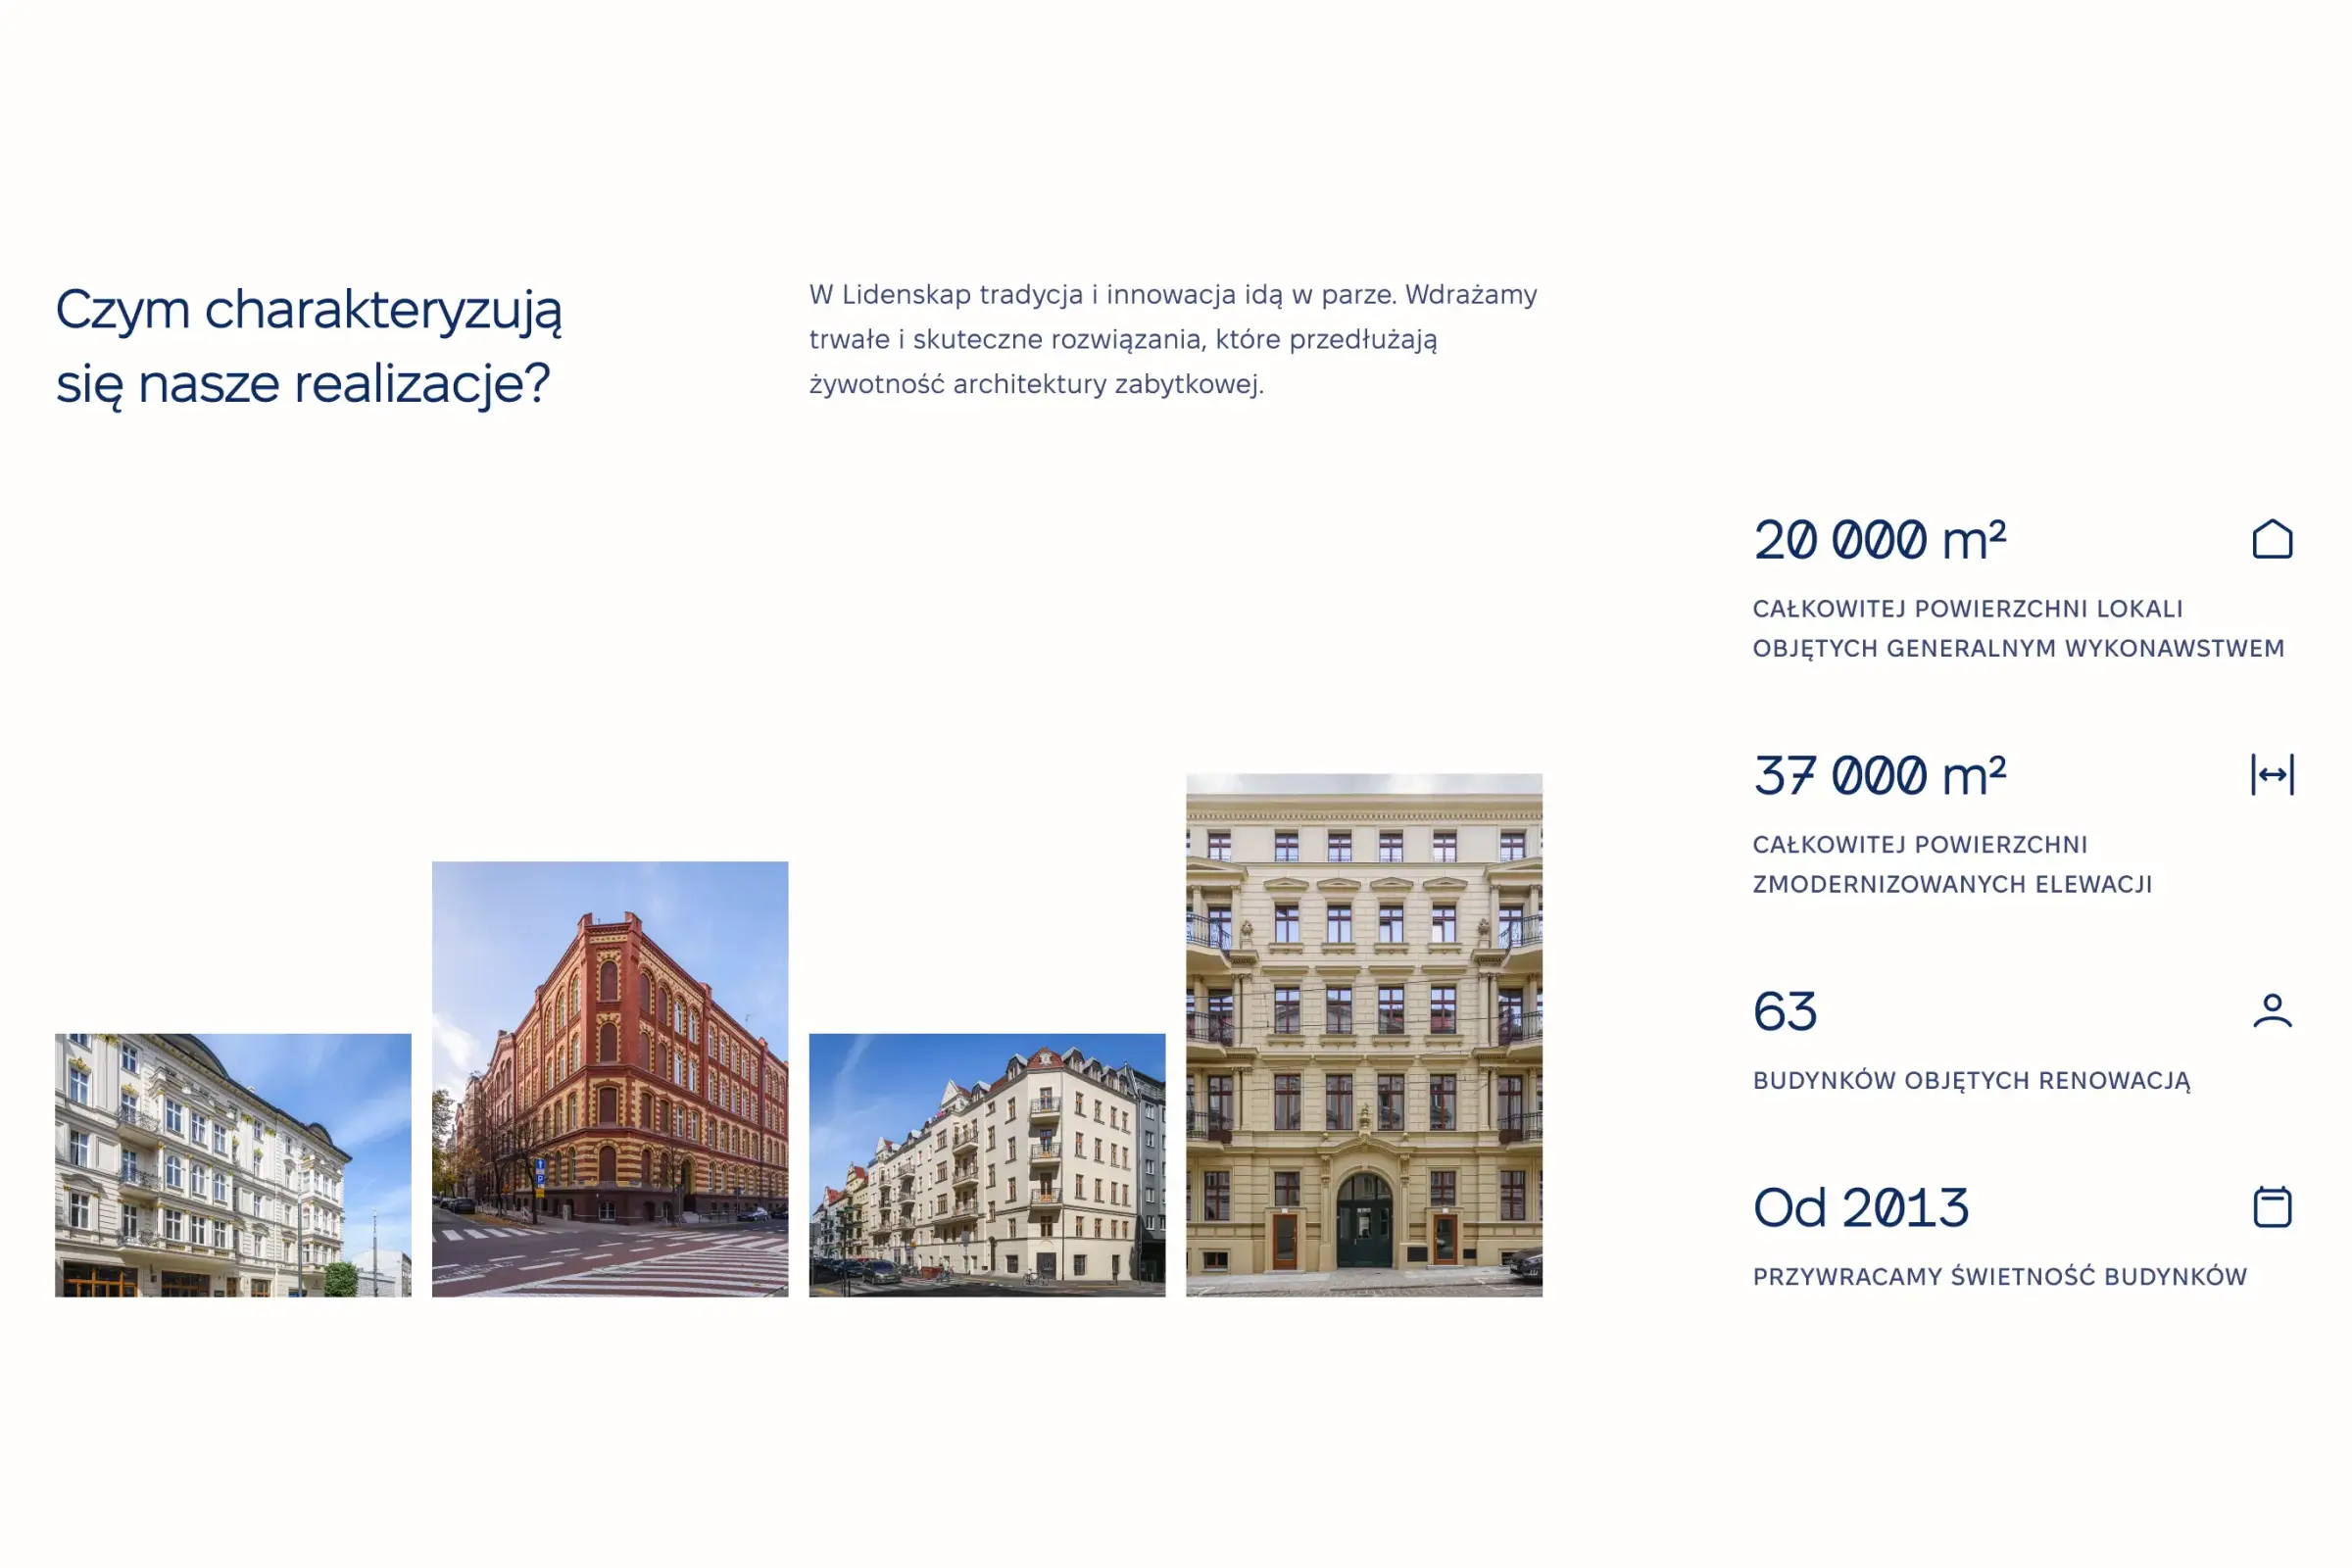 Czym charakteryzują
się nasze realizacje?
W Lidenskap tradycja i innowacja idą w parze. Wdrażamy
trwałe i skuteczne rozwiązania, które przedłużają
żywotność architektury zabytkowej.
20 000 m²
CAŁKOWITEJ POWIERZCHNI LOKALI
OBJĘTYCH GENERALNYM WYKONAWSTWEM
37 000 m²
CAŁKOWITEJ POWIERZCHNI
ZMODERNIZOWANYCH ELEWACJI
63
BUDYNKÓW OBJĘTYCH RENOWACJĄ
Od 2013
PRZYWRACAMY ŚWIETNOŚĆ BUDYNKÓW